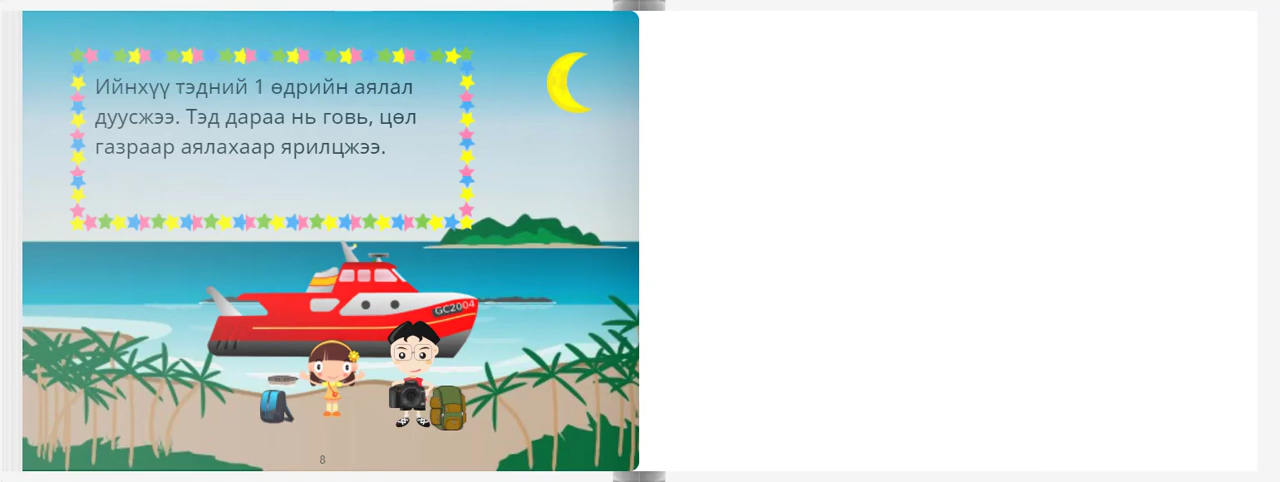 Ийнхүү тэдний 1 өдрийн аялал
дуусжээ. Тэд дараа нь говь, цөл
газраар аялахаар ярилцжээ.
GC2004
8